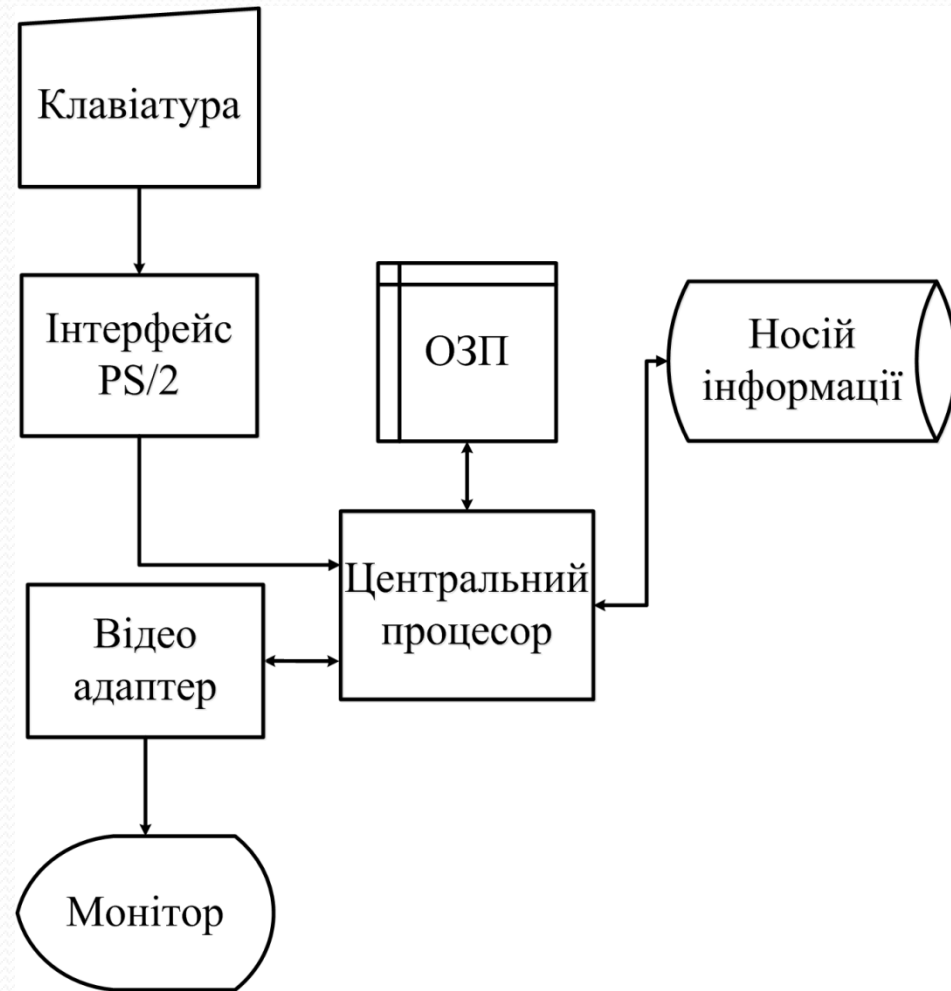 Клавіатура
Інтерфейс
PS/2
ОЗП
Носій
інформації
Центральний
процесор
Відео
адаптер
Монітор